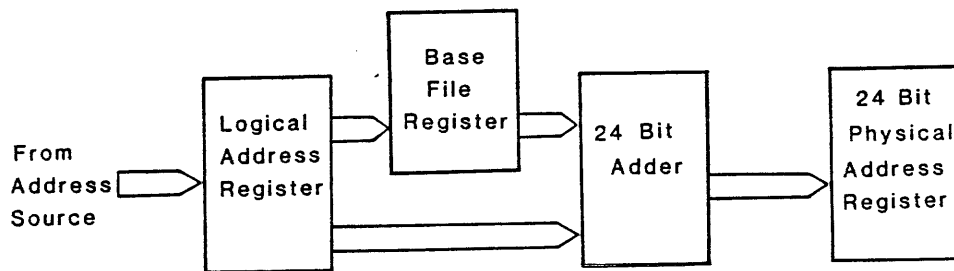 From
Address
Source
Logical
Address
Register
Base
File
Register
24 Bit
Adder
24 Bit
Physical
Address
Register